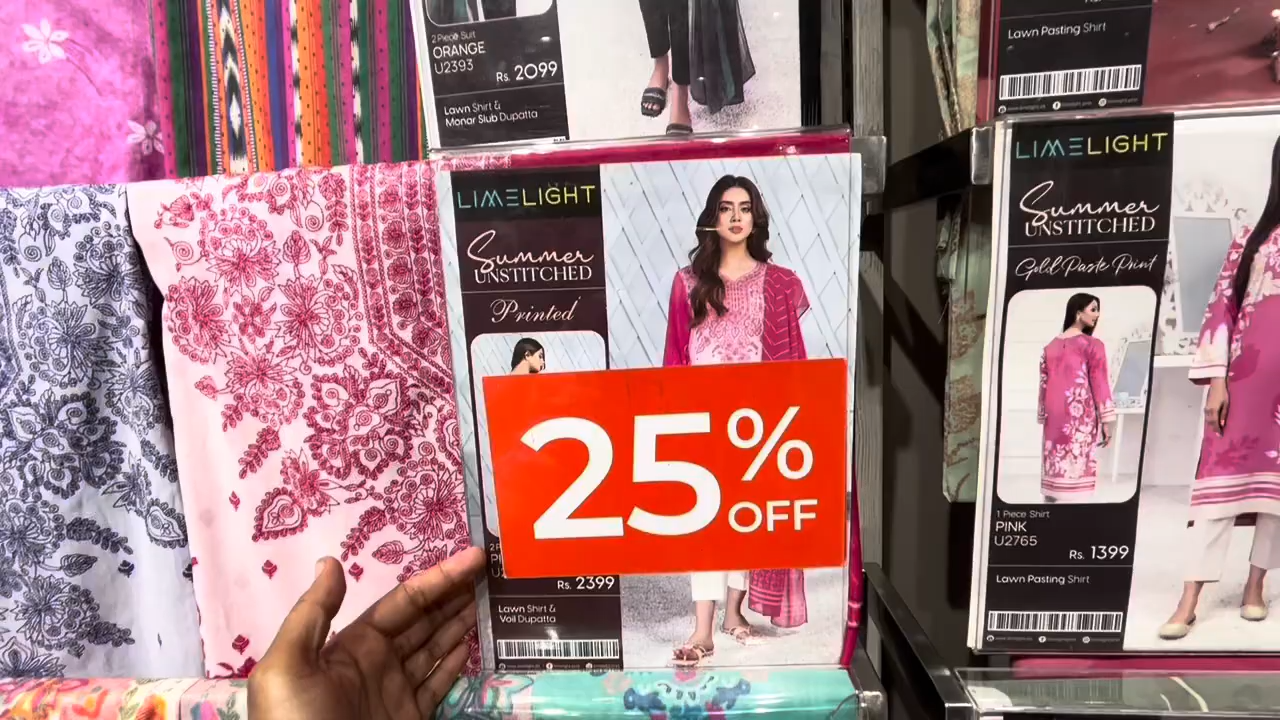 2 Piece Suit
ORANGE
U2393
Rs. 2099
Lawn Shirt &
Monar Slub Dupatta
Lawn Pasting Shirt
LIMELIGHT
Summer
UNSTITCHED
Printed
25% OFF
Rs. 2399
Lawn Shirt &
Voil Dupatta
LIMELIGHT
Summer
UNSTITCHED
Gold Paste Print
1 Piece Shirt
PINK
U2765
Rs. 1399
Lawn Pasting Shirt